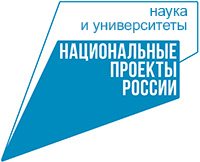 наука
и университеты
НАЦИОНАЛЬНЫЕ
ПРОЕКТЫ
РОССИИ